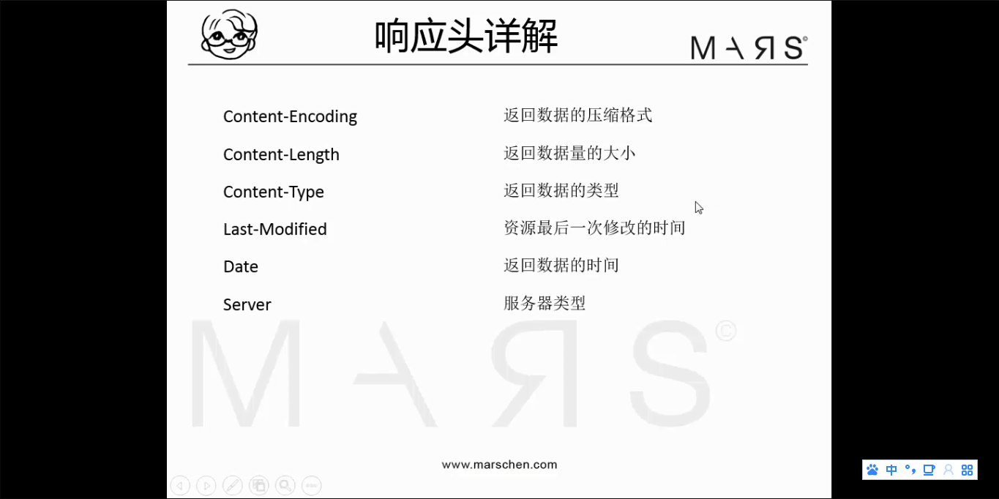 响应头详解
MARS©
Content-Encoding 返回数据的压缩格式
Content-Length 返回数据量的大小
Content-Type 返回数据的类型
Last-Modified 资源最后一次修改的时间
Date 返回数据的时间
Server 服务器类型
MARS©
www.marschen.com
中